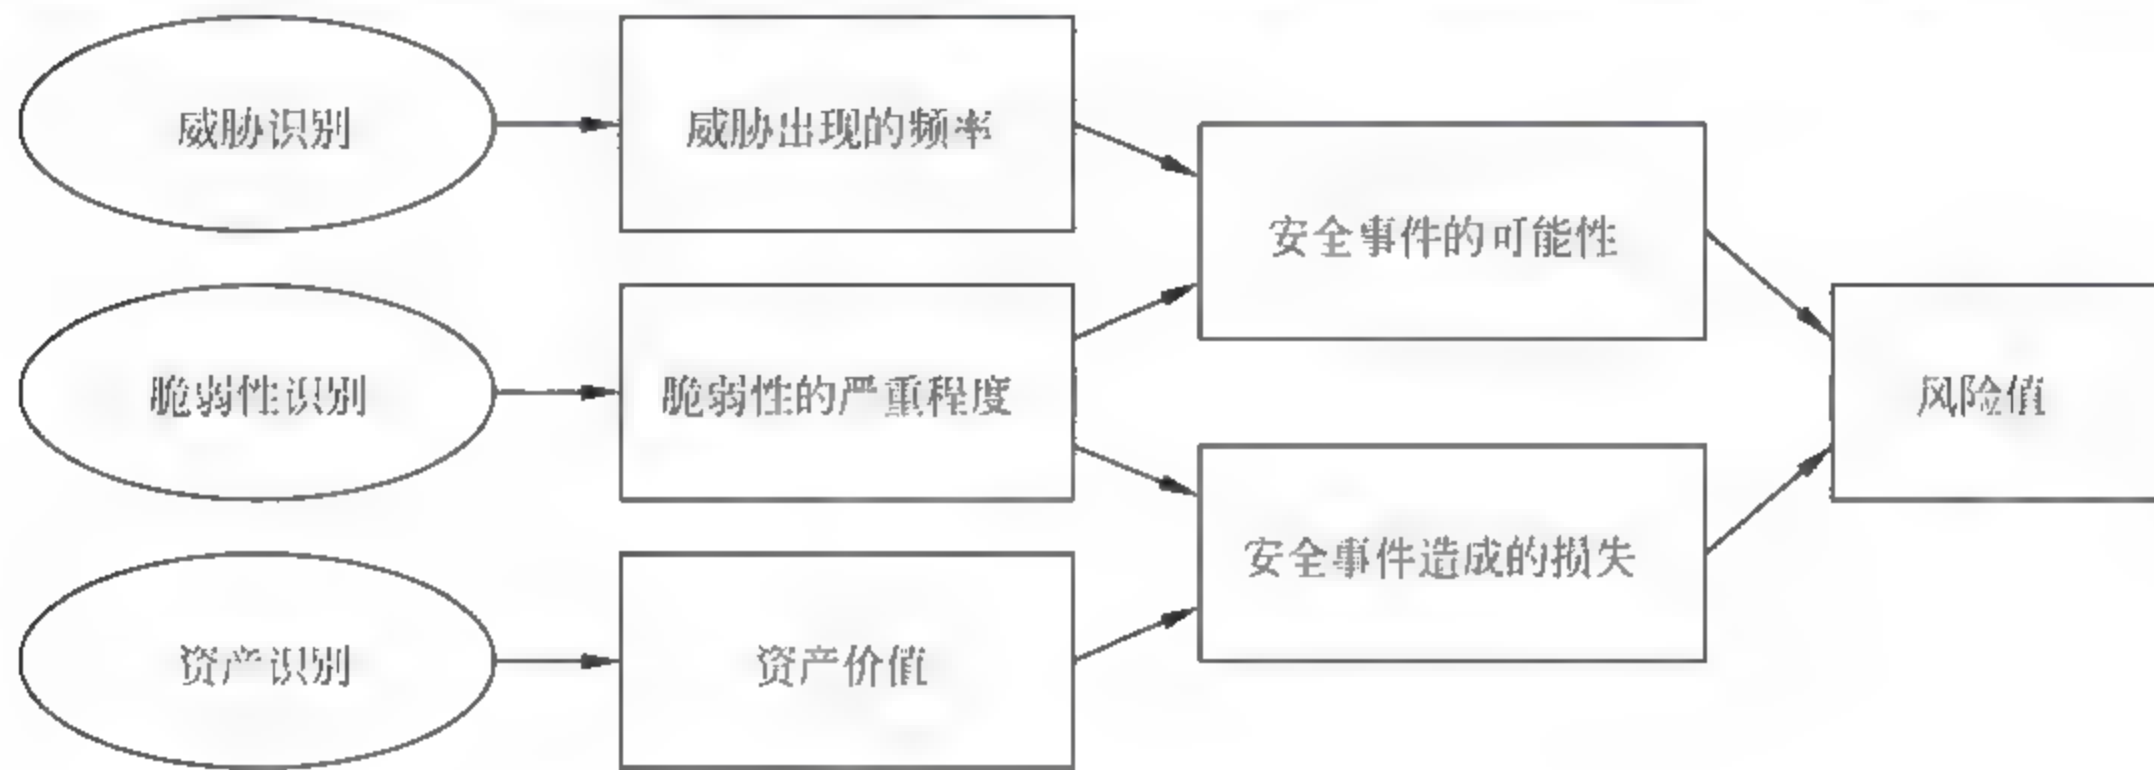 威胁识别
威胁出现的频率
安全事件的可能性
脆弱性识别
脆弱性的严重程度
风险值
安全事件造成的损失
资产识别
资产价值